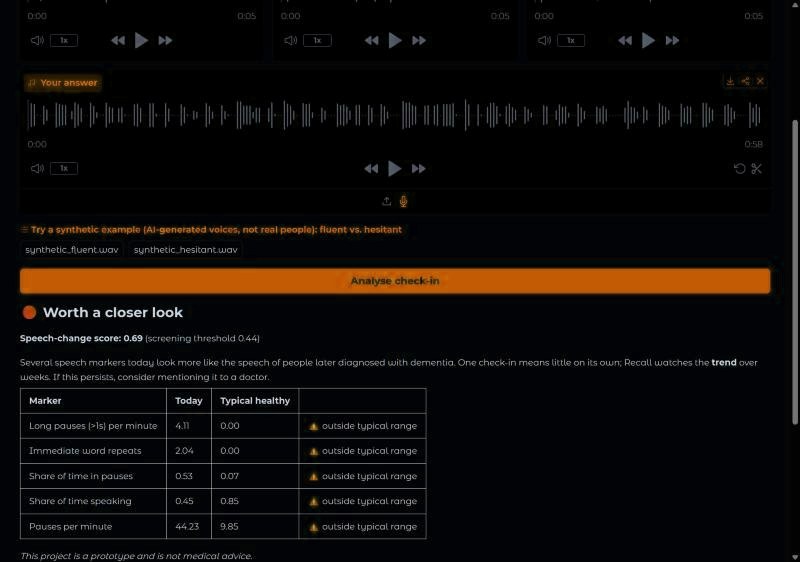 0:00 0:05 0:00 0:05 0:00 0:05
1x 1x 1x
Your answer
0:00 0:58
1x
Try a synthetic example (AI-generated voices, not real people): fluent vs. hesitant
synthetic_fluent.wav synthetic_hesitant.wav
Analyse check-in
Worth a closer look
Speech-change score: 0.69 (screening threshold 0.44)
Several speech markers today look more like the speech of people later diagnosed with dementia. One check-in means little on its own; Recall watches the trend over
weeks. If this persists, consider mentioning it to a doctor.
Marker Today Typical healthy
Long pauses (>1s) per minute 4.11 0.00 outside typical range
Immediate word repeats 2.04 0.00 outside typical range
Share of time in pauses 0.53 0.07 outside typical range
Share of time speaking 0.45 0.85 outside typical range
Pauses per minute 44.23 9.85 outside typical range
This project is a prototype and is not medical advice.